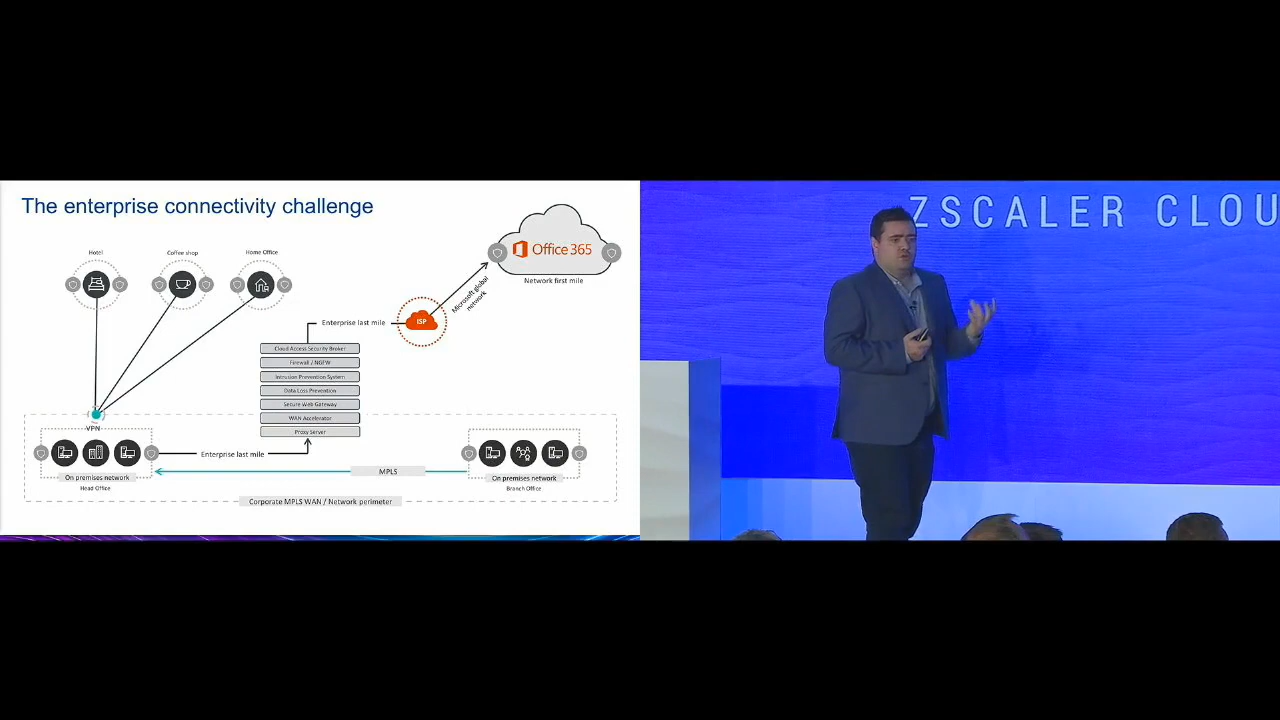 The enterprise connectivity challenge
Hotel
Coffee shop
Home Office
Office 365
Network first mile
Microsoft global
network
ISP
Enterprise last mile
Cloud Access Security Broker
Firewall / NGFW
Intrusion Prevention System
Data Loss Prevention
Secure Web Gateway
WAN Accelerator
Proxy Server
VPN
Enterprise last mile
MPLS
On premises network
Head Office
On premises network
Branch Office
Corporate MPLS WAN / Network perimeter
ZSCALER CLOU